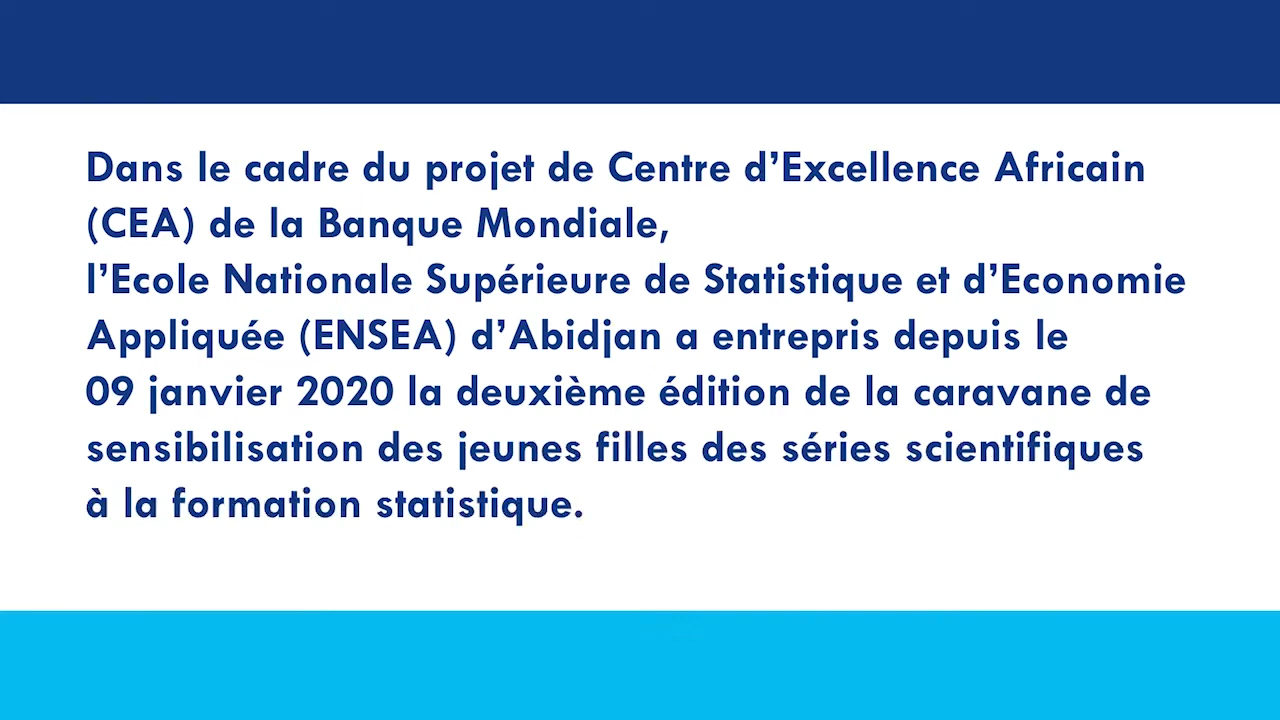 Dans le cadre du projet de Centre d’Excellence Africain
(CEA) de la Banque Mondiale,
l’Ecole Nationale Supérieure de Statistique et d’Economie
Appliquée (ENSEA) d’Abidjan a entrepris depuis le
09 janvier 2020 la deuxième édition de la caravane de
sensibilisation des jeunes filles des séries scientifiques
à la formation statistique.